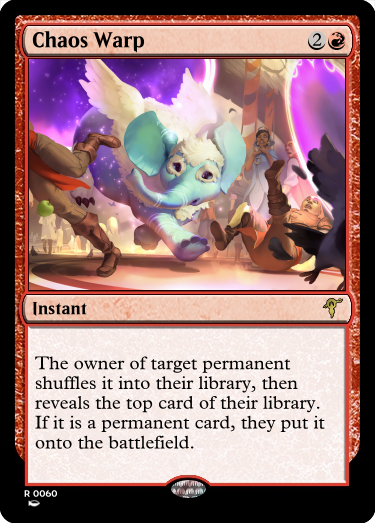 Chaos Warp 2
Instant
The owner of target permanent
shuffles it into their library, then
reveals the top card of their library.
If it is a permanent card, they put it
onto the battlefield.
R 0060